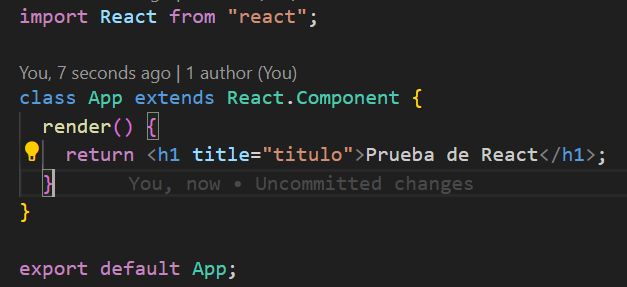 import React from "react";
You, 7 seconds ago | 1 author (You)
class App extends React.Component {
render() {
return <h1 title="titulo">Prueba de React</h1>;
} You, now • Uncommitted changes
}
export default App;